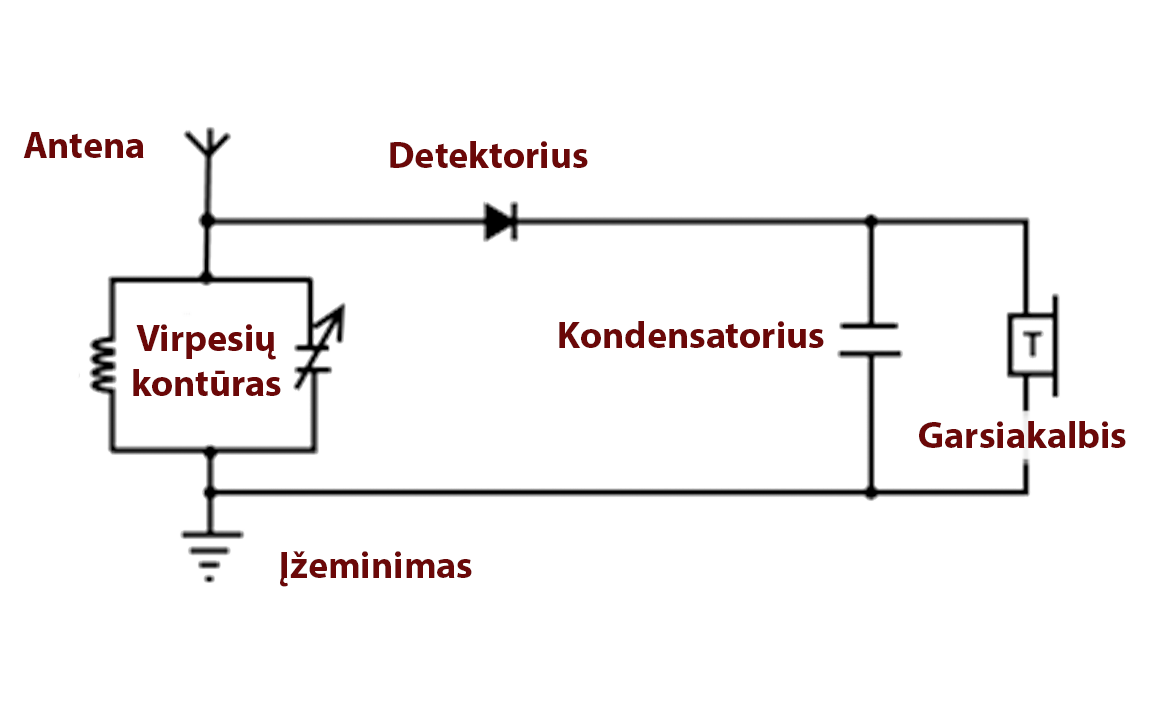 Antena
Detektorius
Virpesių
kontūras
Kondensatorius
T
Garsiakalbis
Įžeminimas